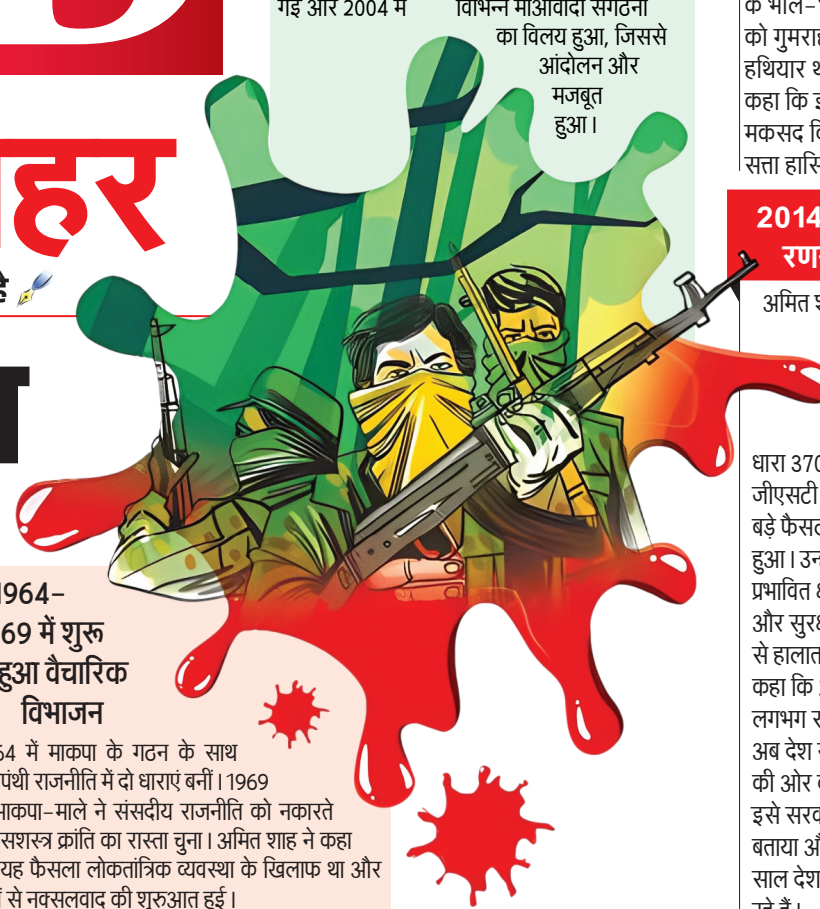 गई और 2004 में
विभिन्न माओवादी संगठनों
का विलय हुआ, जिससे
आंदोलन और
मजबूत
हुआ।
हर
1964-
69 में शुरू
हुआ वैचारिक
विभाजन
64 में माकपा के गठन के साथ
पंथी राजनीति में दो धाराएं बनीं। 1969
भाकपा-माले ने संसदीय राजनीति को नकारते
सशस्त्र क्रांति का रास्ता चुना। अमित शाह ने कहा
यह फैसला लोकतांत्रिक व्यवस्था के खिलाफ था और
से नक्सलवाद की शुरुआत हुई।
के भोले-
को गुमराह
हथियार थ
कहा कि
मकसद
सत्ता हासि
2014
रण
अमित श
धारा 370
जीएसटी
बड़े फैसल
हुआ। उन
प्रभावित
और सुरक्ष
से हालात
कहा कि
लगभग स
अब देश
की ओर
इसे सरक
बताया औ
साल देश
रहे हैं।